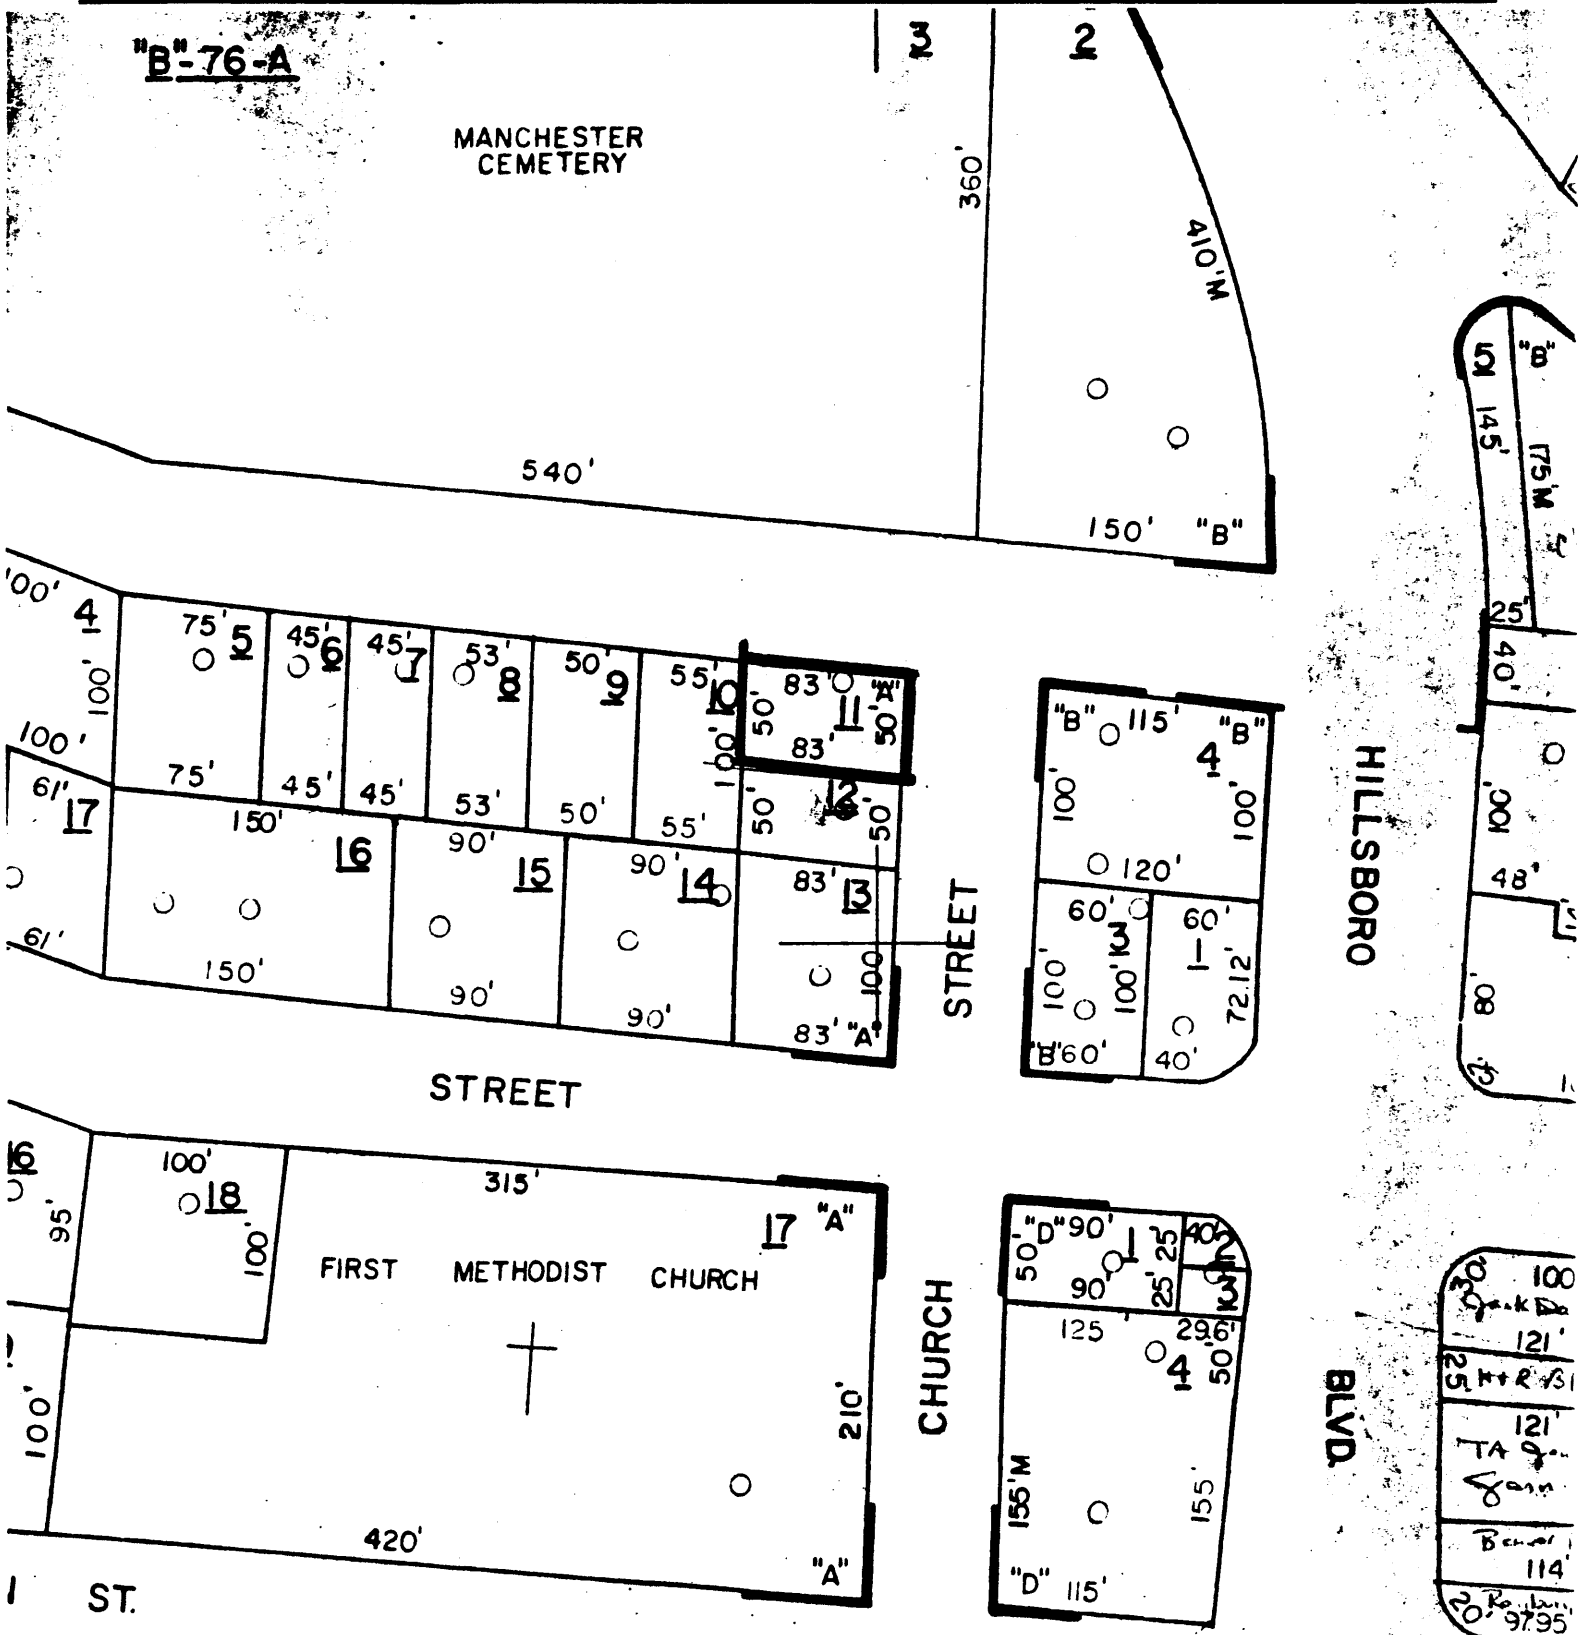 "B"-76-A
3
2
MANCHESTER
CEMETERY
360'
410'M
540'
150' "B"
5 "B"
145'
175'M
25'
40'
100'
48'
80'
100' 4
100'
100'
75' 5
75'
45' 6
45'
45' 7
45'
53' 8
53'
50' 9
50'
55' 10
100'
55'
83' "A"
50' 11 50'
83'
12
50' 50'
"B" 115' "B"
4
100' 100'
120'
61' 17
61'
150' 16
150'
90' 15
90'
90' 14
90'
83' 13
100
83' "A"
STREET
60' 3
100' 100'
"B" 60'
60'
1
72.12'
40'
HILLSBORO
STREET
16
95'
100'
100' 18
100'
315'
17 "A"
FIRST METHODIST CHURCH
210'
420'
"A"
CHURCH
"D" 90' 1
50' 25'
90' 25'
40' 2
3
125 29.6'
4 50'
155'M 155'
"D" 115'
BLVD.
30' 100
121'
25'
121'
114'
20' 97.95'
ST.